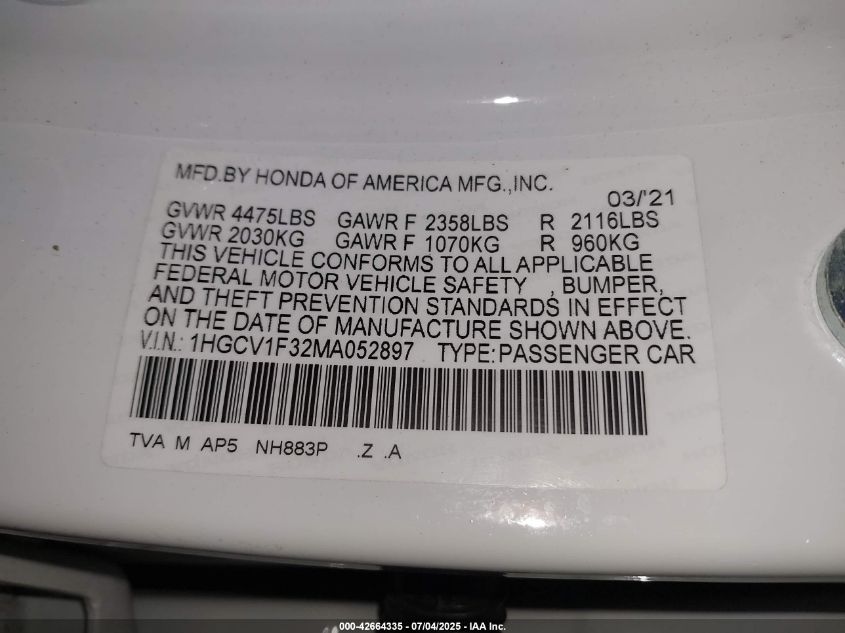 MFD.BY HONDA OF AMERICA MFG.,INC.
03/'21
GVWR 4475LBS GAWR F 2358LBS R 2116LBS
GVWR 2030KG GAWR F 1070KG R 960KG
THIS VEHICLE CONFORMS TO ALL APPLICABLE
FEDERAL MOTOR VEHICLE SAFETY , BUMPER,
AND THEFT PREVENTION STANDARDS IN EFFECT
ON THE DATE OF MANUFACTURE SHOWN ABOVE.
V.I.N.: 1HGCV1F32MA052897 TYPE:PASSENGER CAR
TVA M AP5 NH883P .Z .A
000-42664335 - 07/04/2025 - IAA Inc.